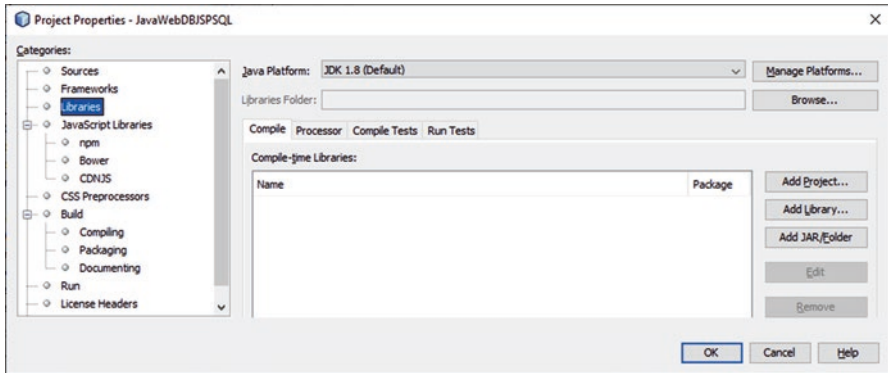 Project Properties - JavaWebDBJSPSQL
Categories:
Sources
Frameworks
Libraries
JavaScript Libraries
npm
Bower
CDNJS
CSS Preprocessors
Build
Compiling
Packaging
Documenting
Run
License Headers
Java Platform: JDK 1.8 (Default) Manage Platforms...
Libraries Folder: Browse...
Compile Processor Compile Tests Run Tests
Compile-time Libraries:
Name Package
Add Project...
Add Library...
Add JAR/Folder
Edit
Remove
OK Cancel Help